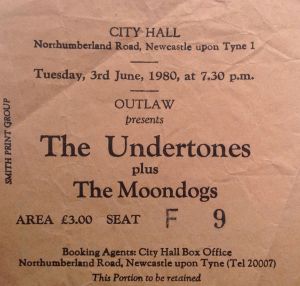 CITY HALL
Northumberland Road, Newcastle upon Tyne 1
Tuesday, 3rd June, 1980, at 7.30 p.m.
OUTLAW
presents
The Undertones
plus
The Moondogs
AREA £3.00 SEAT F 9
Booking Agents: City Hall Box Office
Northumberland Road, Newcastle upon Tyne (Tel 20007)
This Portion to be retained
SMITH PRINT GROUP